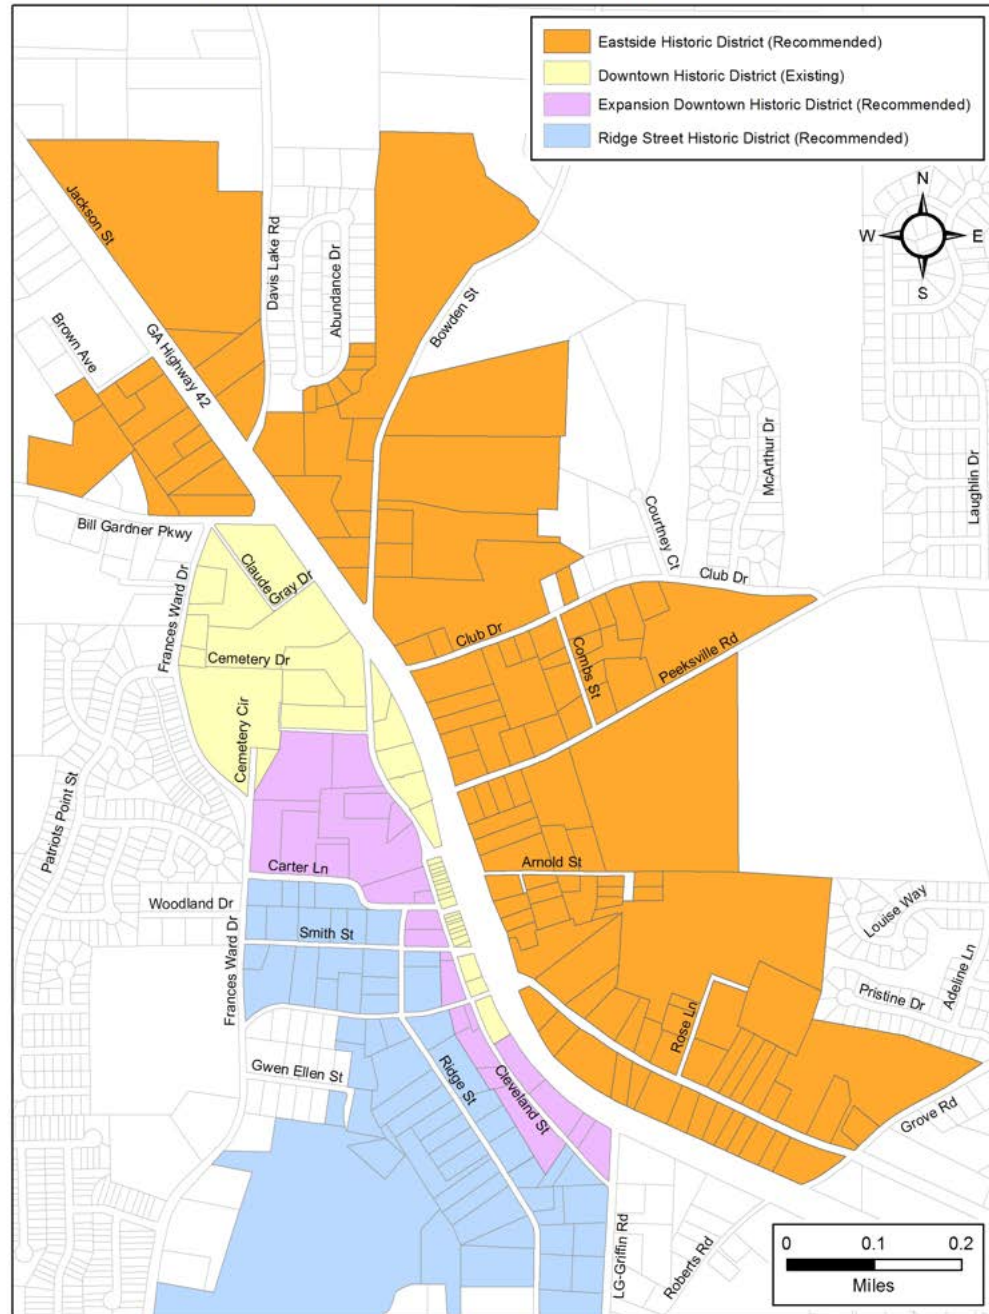 Eastside Historic District (Recommended)
Downtown Historic District (Existing)
Expansion Downtown Historic District (Recommended)
Ridge Street Historic District (Recommended)
N
W
E
S
Jackson St
Davis Lake Rd
Abundance Dr
Bowden St
Brown Ave
GA Highway 42
McArthur Dr
Laughlin Dr
Courtney Ct
Bill Gardner Pkwy
Claude Gray Dr
Club Dr
Frances Ward Dr
Club Dr
Combs St
Peeksville Rd
Cemetery Dr
Cemetery Cir
Patriots Point St
Carter Ln
Arnold St
Woodland Dr
Smith St
Louise Way
Frances Ward Dr
Pristine Dr
Adeline Ln
Rose Ln
Gwen Ellen St
Ridge St
Cleveland St
Grove Rd
LG-Griffin Rd
Roberts Rd
0 0.1 0.2
Miles